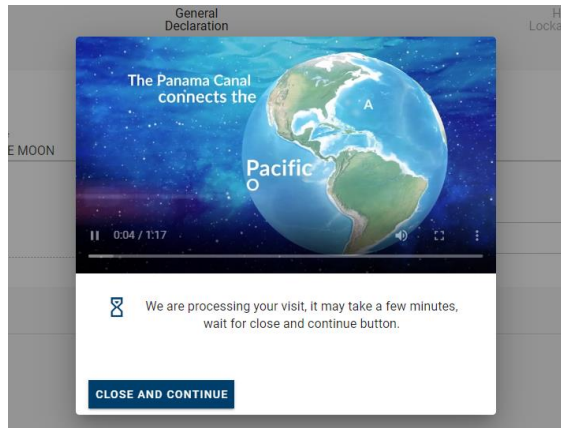 General
Declaration
E MOON
The Panama Canal
connects the
A
Pacific
O
0:04 / 1:17
We are processing your visit, it may take a few minutes,
wait for close and continue button.
CLOSE AND CONTINUE